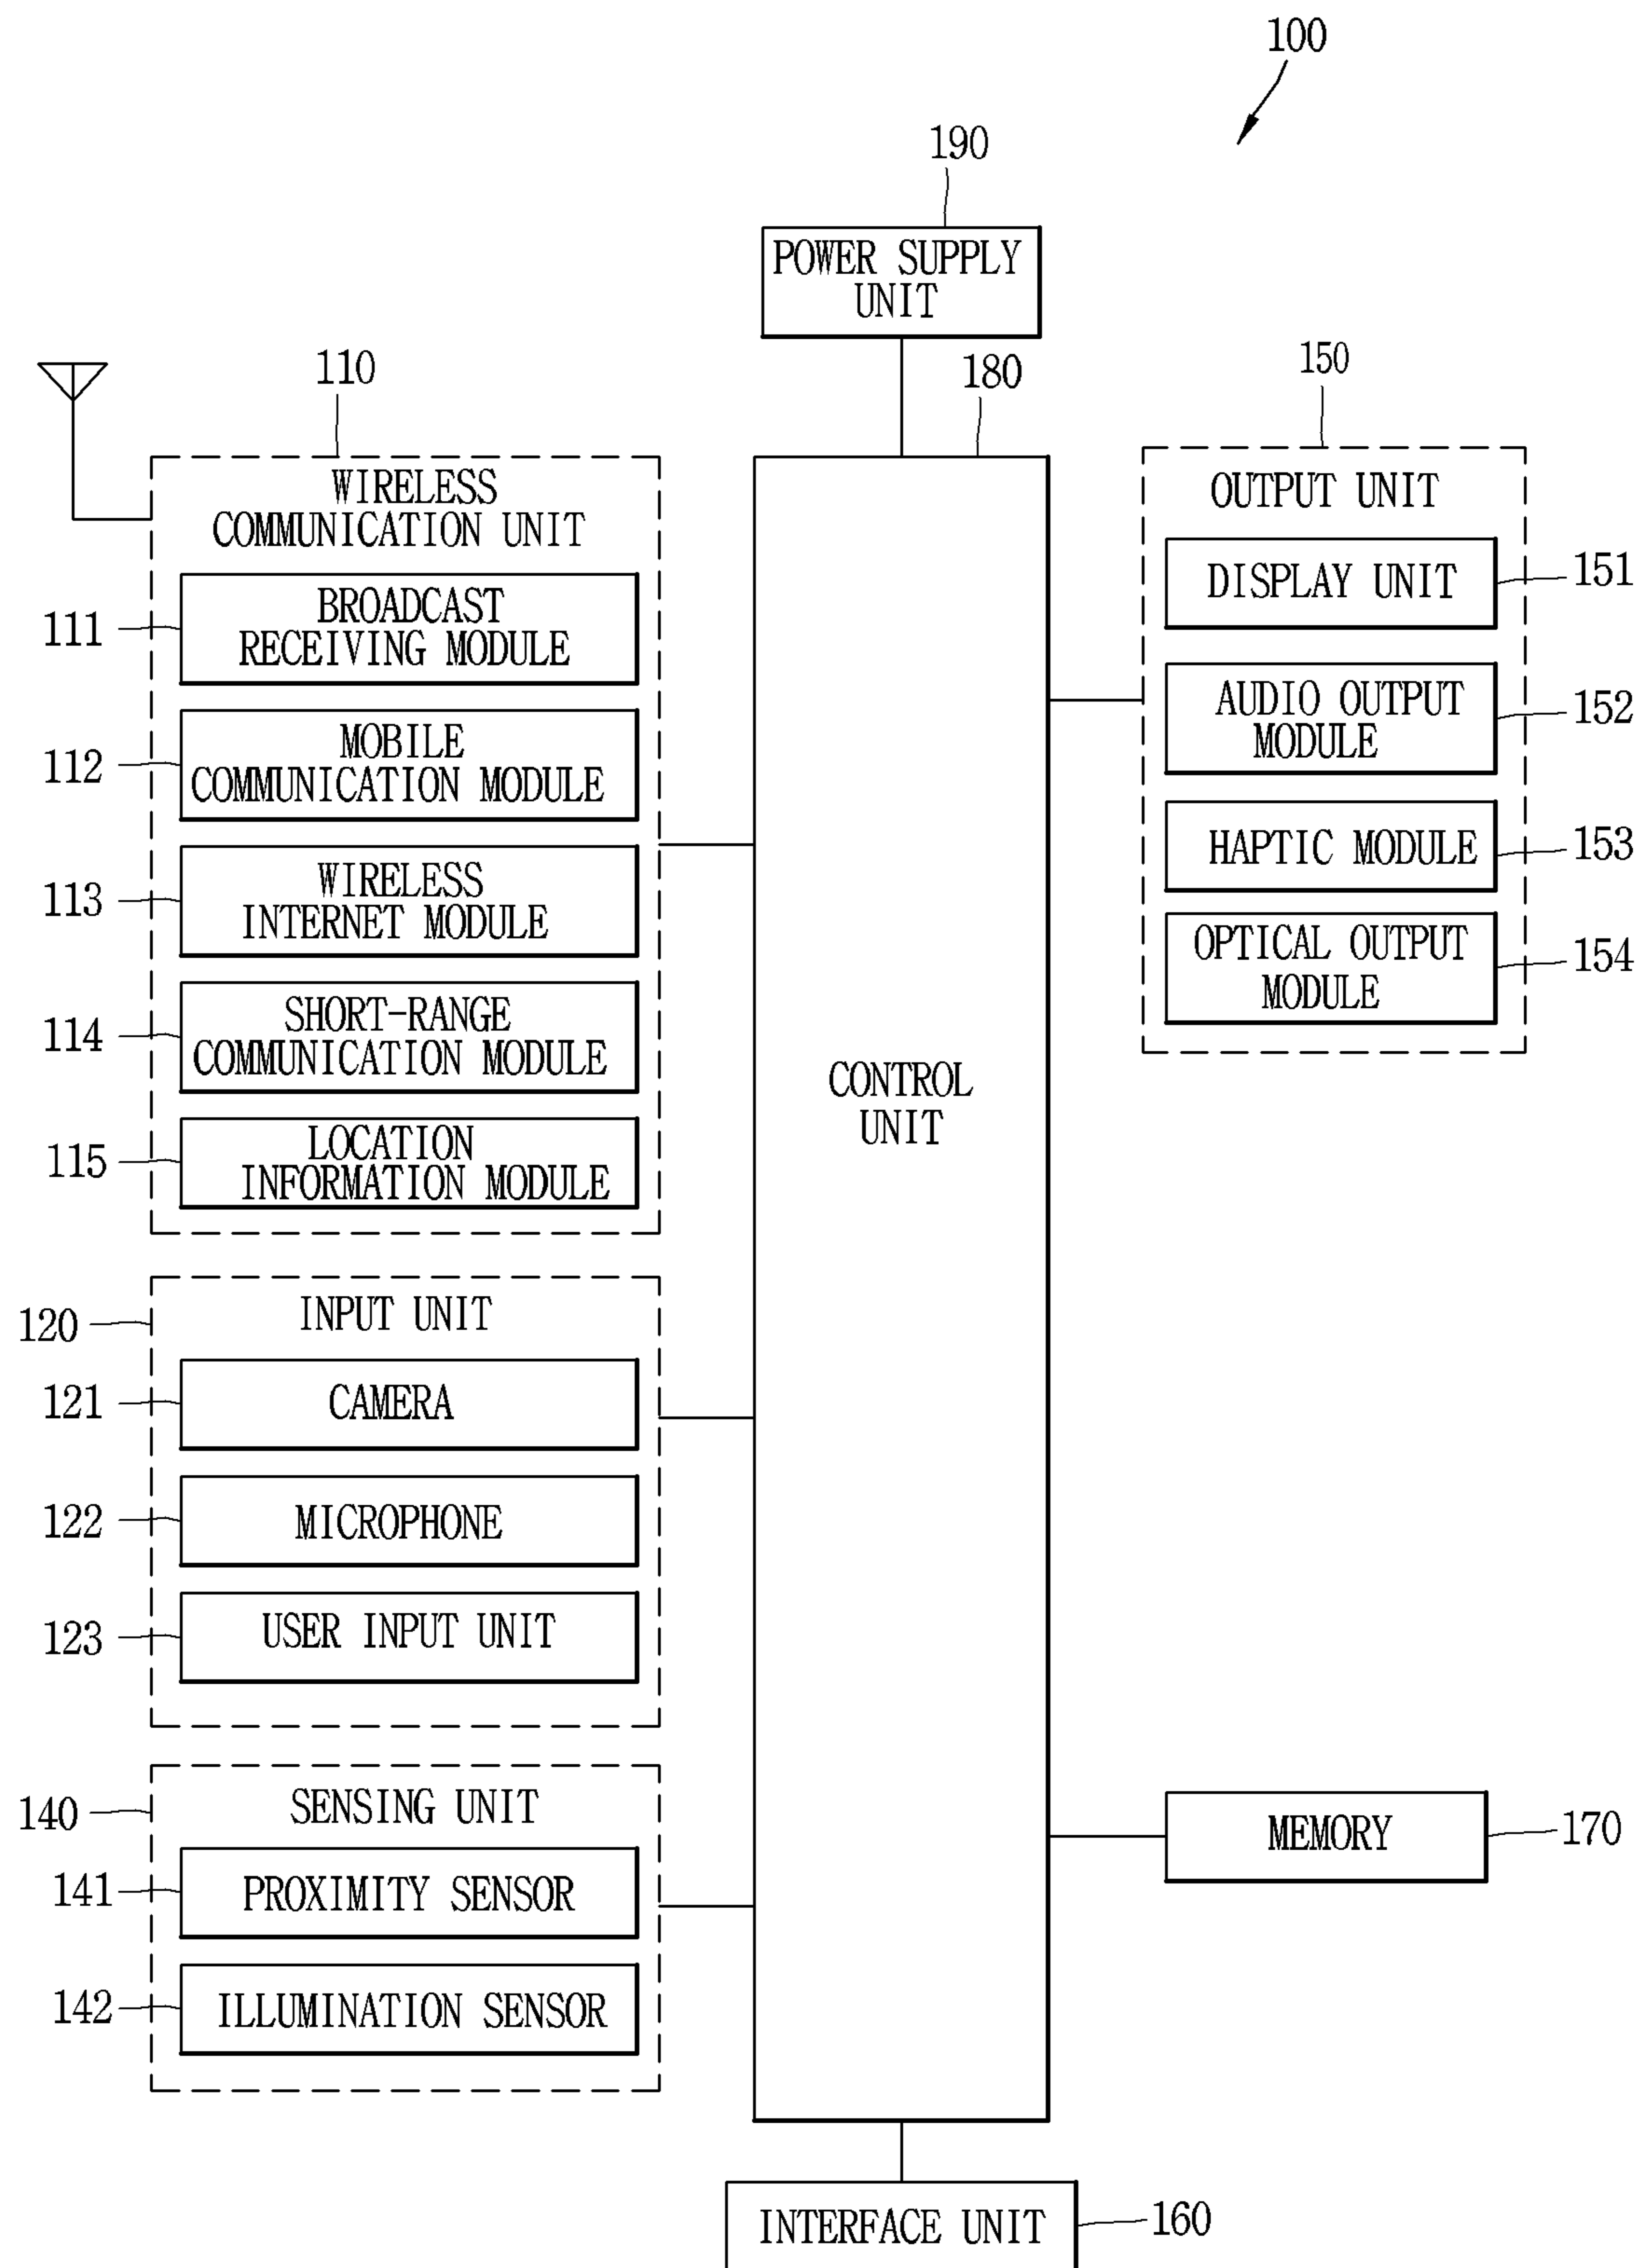 100
190
POWER SUPPLY
UNIT
110
180
150
WIRELESS
COMMUNICATION UNIT
111
BROADCAST
RECEIVING MODULE
112
MOBILE
COMMUNICATION MODULE
113
WIRELESS
INTERNET MODULE
114
SHORT-RANGE
COMMUNICATION MODULE
115
LOCATION
INFORMATION MODULE
120
INPUT UNIT
121
CAMERA
122
MICROPHONE
123
USER INPUT UNIT
140
SENSING UNIT
141
PROXIMITY SENSOR
142
ILLUMINATION SENSOR
CONTROL
UNIT
OUTPUT UNIT
DISPLAY UNIT
151
AUDIO OUTPUT
MODULE
152
HAPTIC MODULE
153
OPTICAL OUTPUT
MODULE
154
MEMORY
170
INTERFACE UNIT
160